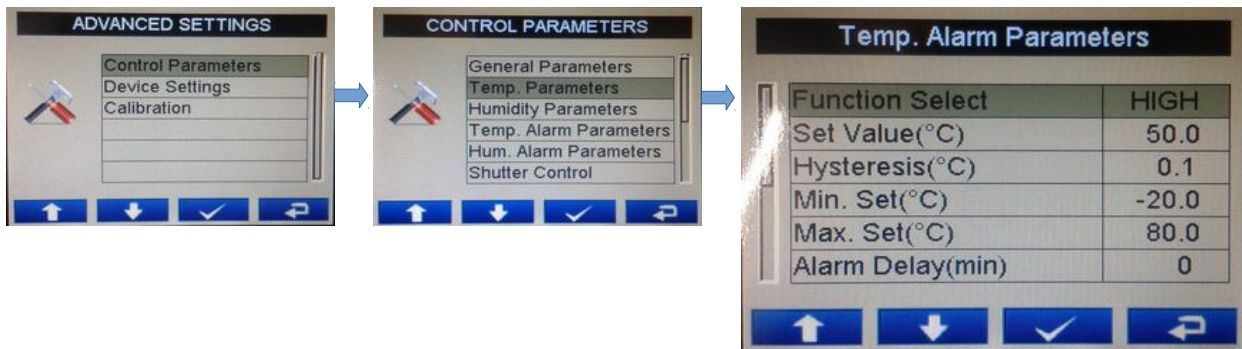 ADVANCED SETTINGS
Control Parameters
Device Settings
Calibration
CONTROL PARAMETERS
General Parameters
Temp. Parameters
Humidity Parameters
Temp. Alarm Parameters
Hum. Alarm Parameters
Shutter Control
Temp. Alarm Parameters
Function Select HIGH
Set Value(°C) 50.0
Hysteresis(°C) 0.1
Min. Set(°C) -20.0
Max. Set(°C) 80.0
Alarm Delay(min) 0